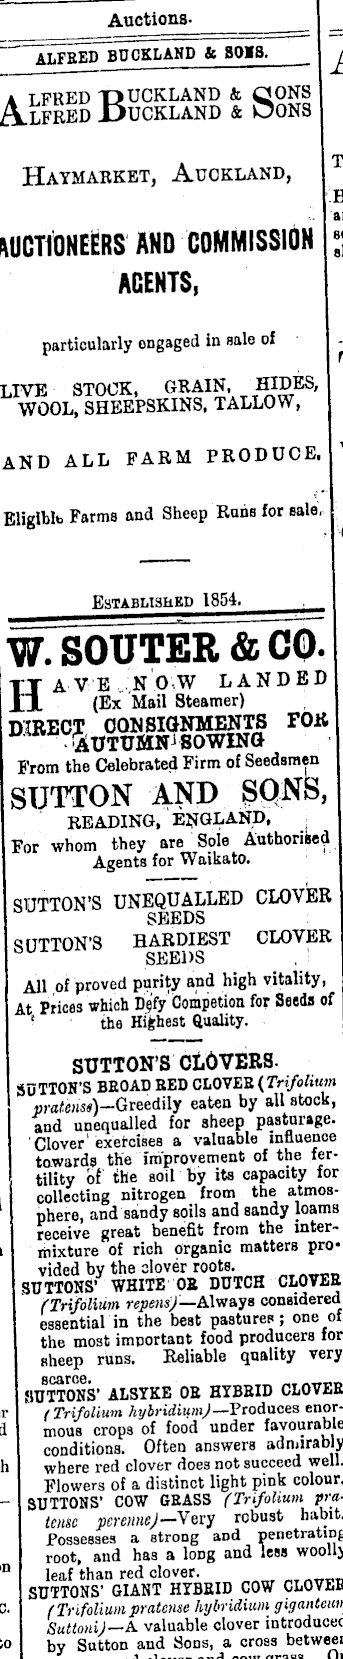 Auctions.
ALFRED BUCKLAND & SONS.
ALFRED BUCKLAND & SONS
ALFRED BUCKLAND & SONS
HAYMARKET, AUCKLAND,
AUCTIONEERS AND COMMISSION
AGENTS,
particularly engaged in sale of
LIVE STOCK, GRAIN, HIDES,
WOOL, SHEEPSKINS, TALLOW,
AND ALL FARM PRODUCE.
Eligible Farms and Sheep Runs for sale.
ESTABLISHED 1854.
W. SOUTER & CO.
HAVE NOW LANDED
(Ex Mail Steamer)
DIRECT CONSIGNMENTS FOR
AUTUMN SOWING
From the Celebrated Firm of Seedsmen
SUTTON AND SONS,
READING, ENGLAND,
For whom they are Sole Authorised
Agents for Waikato.
SUTTON'S UNEQUALLED CLOVER
SEEDS
SUTTON'S HARDIEST CLOVER
SEEDS
All of proved purity and high vitality,
At Prices which Defy Competion for Seeds of
the Highest Quality.
SUTTON'S CLOVERS.
SUTTON'S BROAD RED CLOVER (Trifolium
pratense)—Greedily eaten by all stock,
and unequalled for sheep pasturage.
Clover exercises a valuable influence
towards the improvement of the fer-
tility of the soil by its capacity for
collecting nitrogen from the atmos-
phere, and sandy soils and sandy loams
receive great benefit from the inter-
mixture of rich organic matters pro-
vided by the clover roots.
SUTTONS' WHITE OR DUTCH CLOVER
(Trifolium repens)—Always considered
essential in the best pastures; one of
the most important food producers for
sheep runs. Reliable quality very
scarce.
SUTTONS' ALSYKE OR HYBRID CLOVER
(Trifolium hybridium)—Produces enor-
mous crops of food under favourable
conditions. Often answers admirably
where red clover does not succeed well.
Flowers of a distinct light pink colour.
SUTTONS' COW GRASS (Trifolium pra-
tense perenne)—Very robust habit.
Possesses a strong and penetrating
root, and has a long and less woolly
leaf than red clover.
SUTTONS' GIANT HYBRID COW CLOVER
(Trifolium pratense hybridium giganteum
Suttoni)—A valuable clover introduced
by Sutton and Sons, a cross between